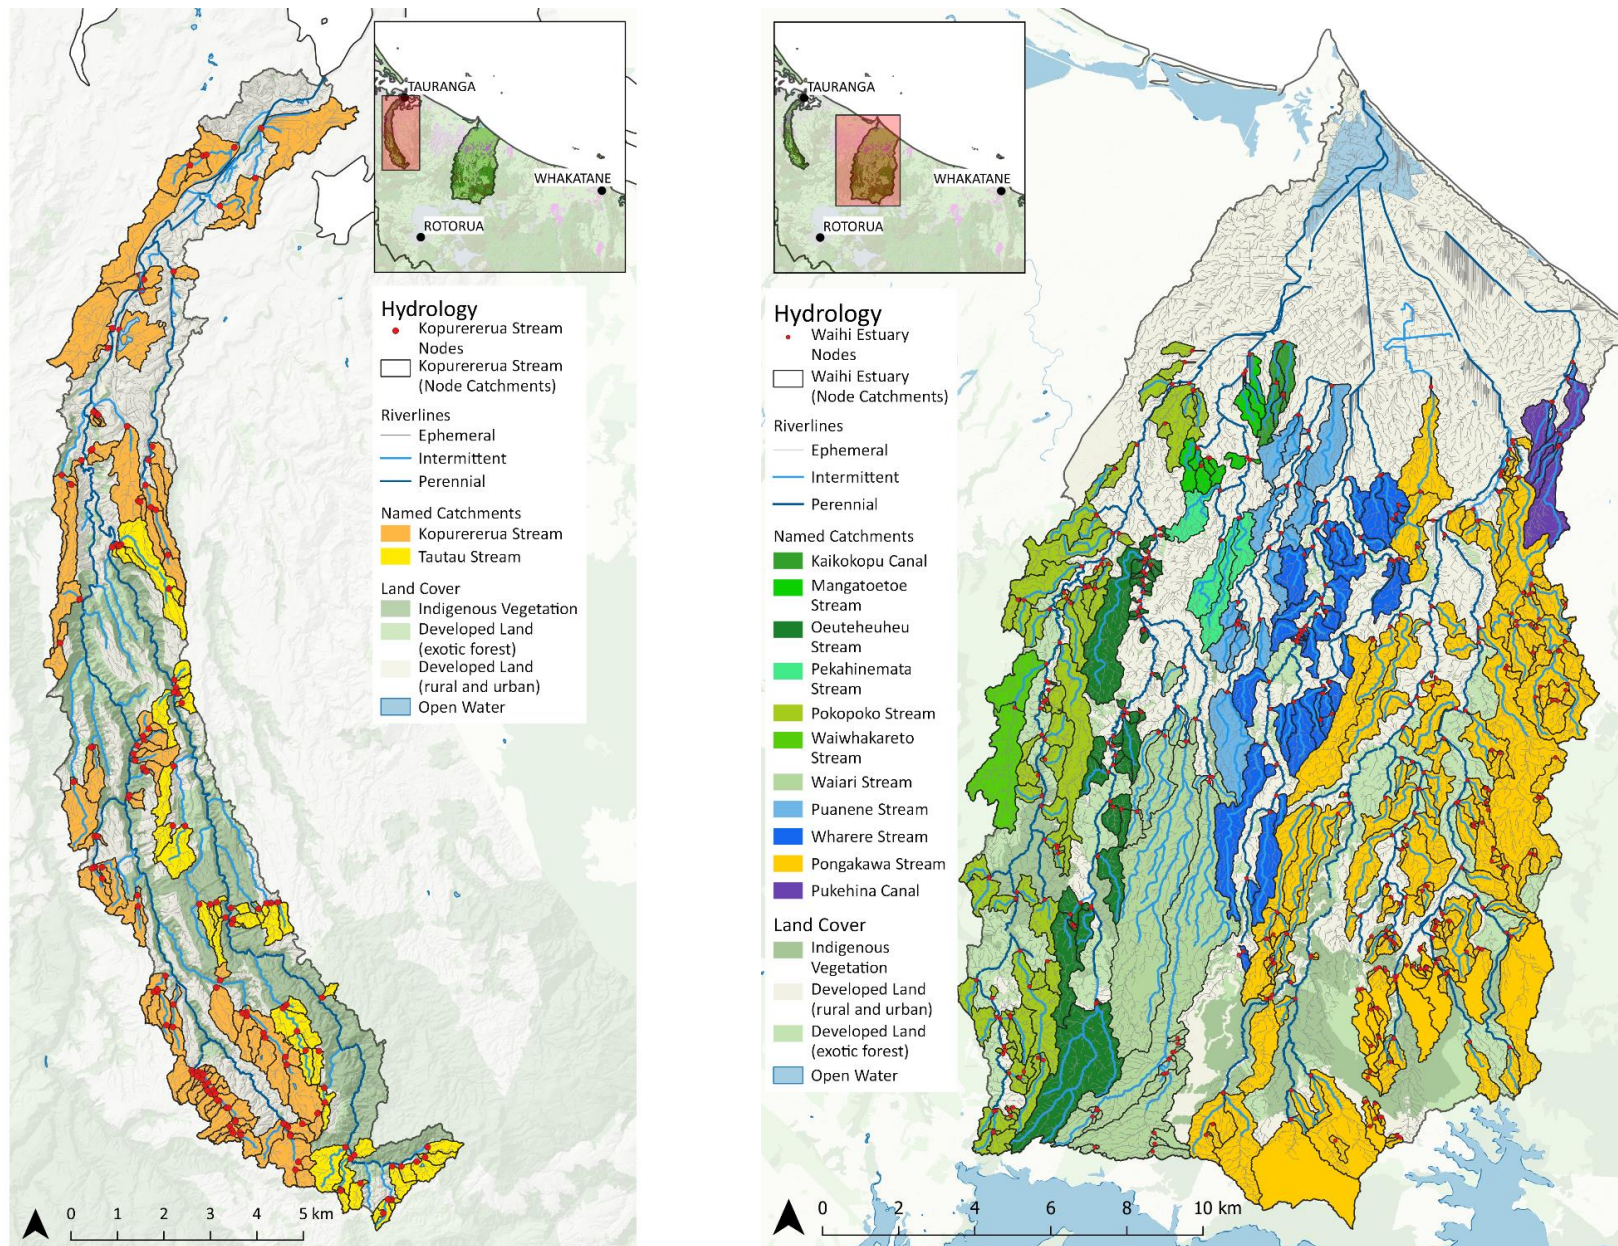 TAURANGA
WHAKATANE
ROTORUA
Hydrology
Kopurererua Stream
Nodes
Kopurererua Stream
(Node Catchments)
Riverlines
Ephemeral
Intermittent
Perennial
Named Catchments
Kopurererua Stream
Tautau Stream
Land Cover
Indigenous Vegetation
Developed Land
(exotic forest)
Developed Land
(rural and urban)
Open Water
0 1 2 3 4 5 km
TAURANGA
WHAKATANE
ROTORUA
Hydrology
Waihi Estuary
Nodes
Waihi Estuary
(Node Catchments)
Riverlines
Ephemeral
Intermittent
Perennial
Named Catchments
Kaikokopu Canal
Mangatoetoe
Stream
Oeuteheuheu
Stream
Pekahinemata
Stream
Pokopoko Stream
Waiwhakareto
Stream
Waiari Stream
Puanene Stream
Wharere Stream
Pongakawa Stream
Pukehina Canal
Land Cover
Indigenous
Vegetation
Developed Land
(rural and urban)
Developed Land
(exotic forest)
Open Water
0 2 4 6 8 10 km